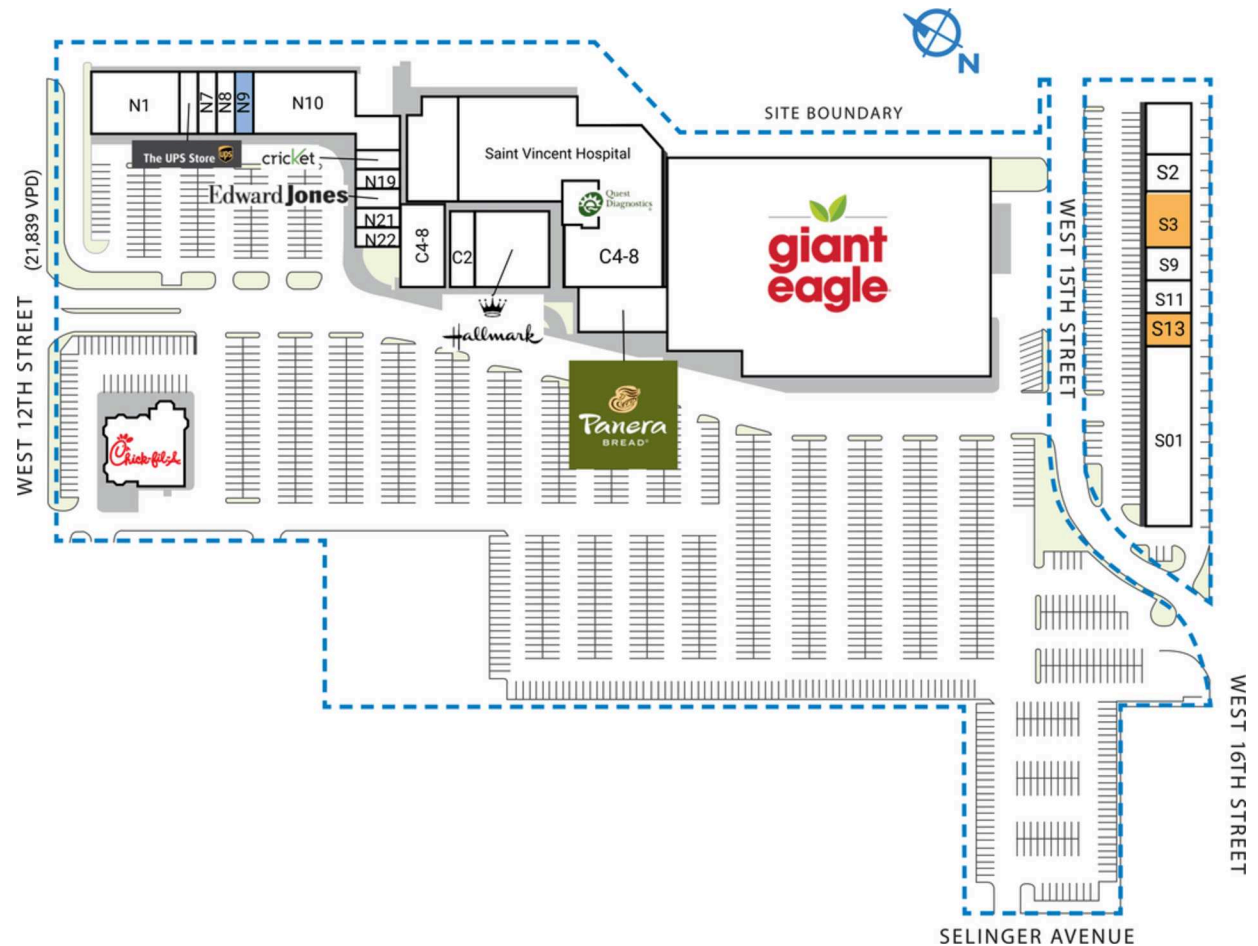 N
SITE BOUNDARY
N1
N7
N8
N9
N10
The UPS Store
ups
cricket
Edward Jones
N19
N21
N22
C4-8
C2
Saint Vincent Hospital
Quest
Diagnostics
C4-8
Hallmark
giant
eagle
Panera
BREAD®
Chick-fil-A
(21,839 VPD)
WEST 12TH STREET
WEST 15TH STREET
S2
S3
S9
S11
S13
S01
WEST 16TH STREET
SELINGER AVENUE